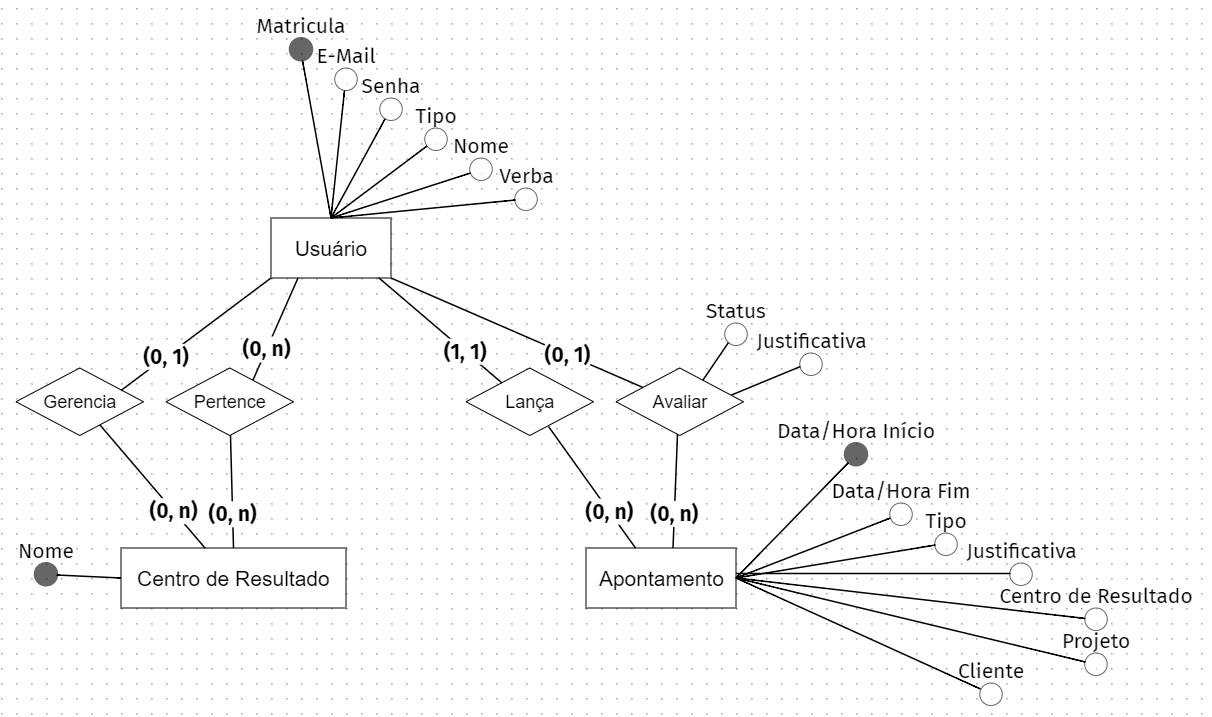 Matricula
E-Mail
Senha
Tipo
Nome
Verba
Usuário
(0, 1)
(0, n)
(1, 1)
(0, 1)
Status
Justificativa
Gerencia
Pertence
Lança
Avaliar
Data/Hora Início
(0, n)
(0, n)
(0, n)
(0, n)
Data/Hora Fim
Tipo
Nome
Justificativa
Centro de Resultado
Apontamento
Centro de Resultado
Projeto
Cliente